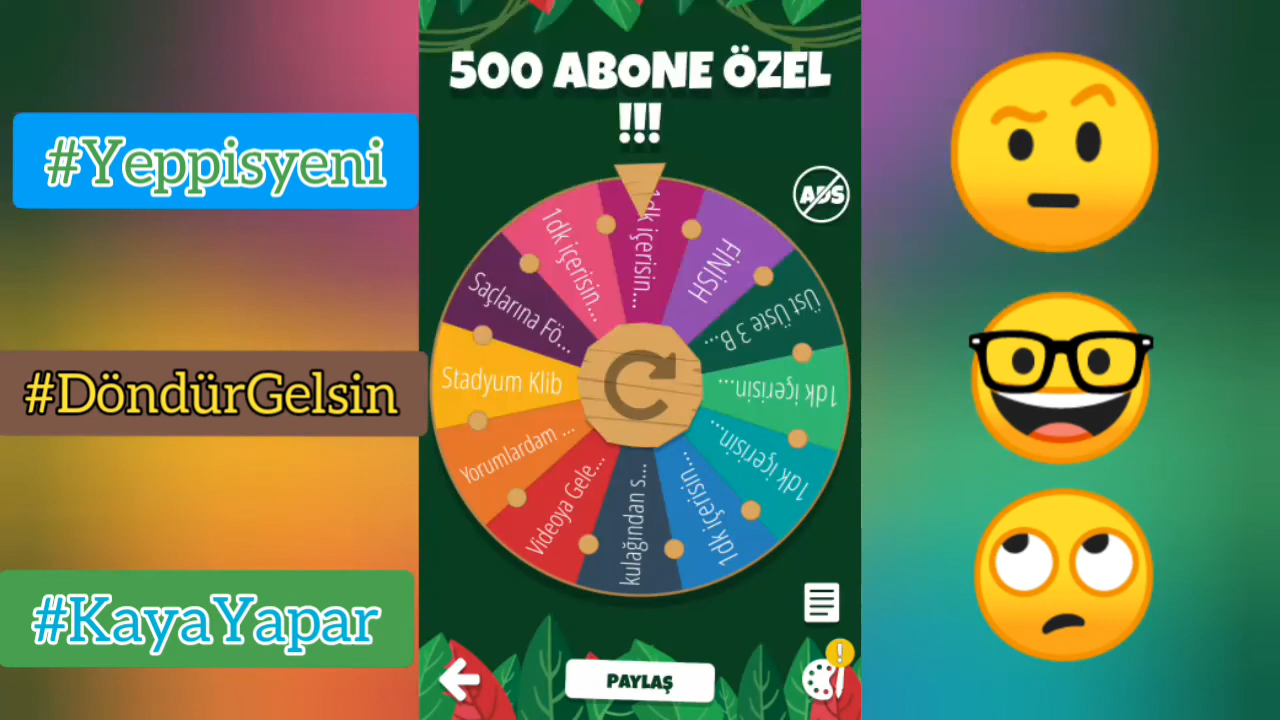 500 ABONE ÖZEL
!!!
#Yeppisyeni
#DöndürGelsin
#KayaYapar
ADS
1dk içerisin...
FİNİSH
Üst Üste 3 B...
1dk içerisin...
1dk içerisin...
1dk içerisin...
kulağından s...
Videoya Gele...
Yorumlardam ...
Stadyum Klib
Saçlarına Fö...
1dk içerisin...
PAYLAŞ
!